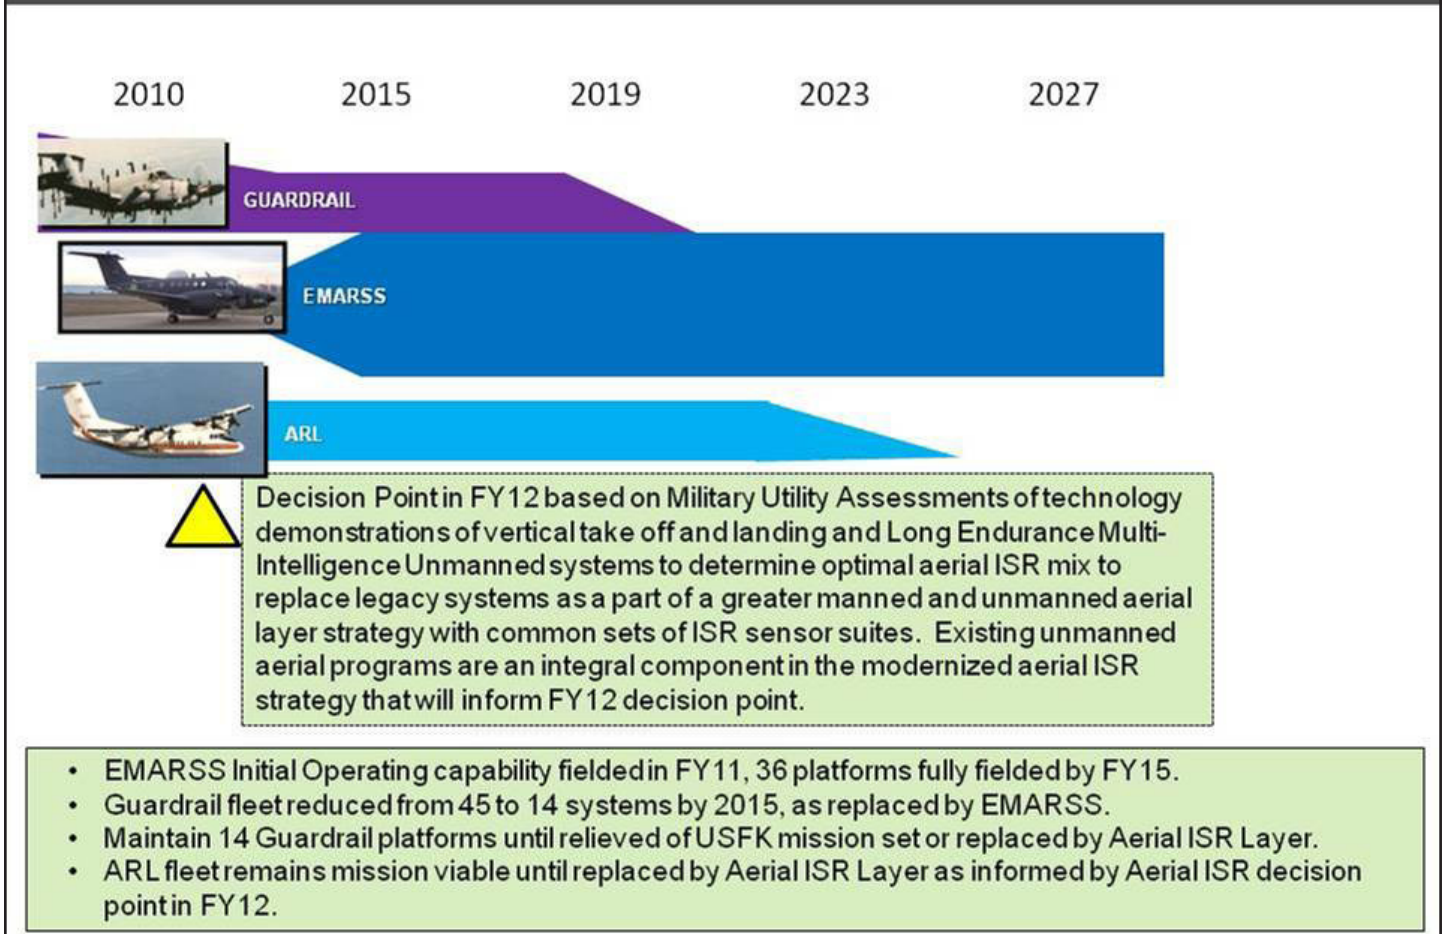 2010 2015 2019 2023 2027
GUARDRAIL
EMARSS
ARL
Decision Point in FY12 based on Military Utility Assessments of technology
demonstrations of vertical take off and landing and Long Endurance Multi-
Intelligence Unmanned systems to determine optimal aerial ISR mix to
replace legacy systems as a part of a greater manned and unmanned aerial
layer strategy with common sets of ISR sensor suites. Existing unmanned
aerial programs are an integral component in the modernized aerial ISR
strategy that will inform FY12 decision point.
• EMARSS Initial Operating capability fielded in FY11, 36 platforms fully fielded by FY15.
• Guardrail fleet reduced from 45 to 14 systems by 2015, as replaced by EMARSS.
• Maintain 14 Guardrail platforms until relieved of USFK mission set or replaced by Aerial ISR Layer.
• ARL fleet remains mission viable until replaced by Aerial ISR Layer as informed by Aerial ISR decision
point in FY12.